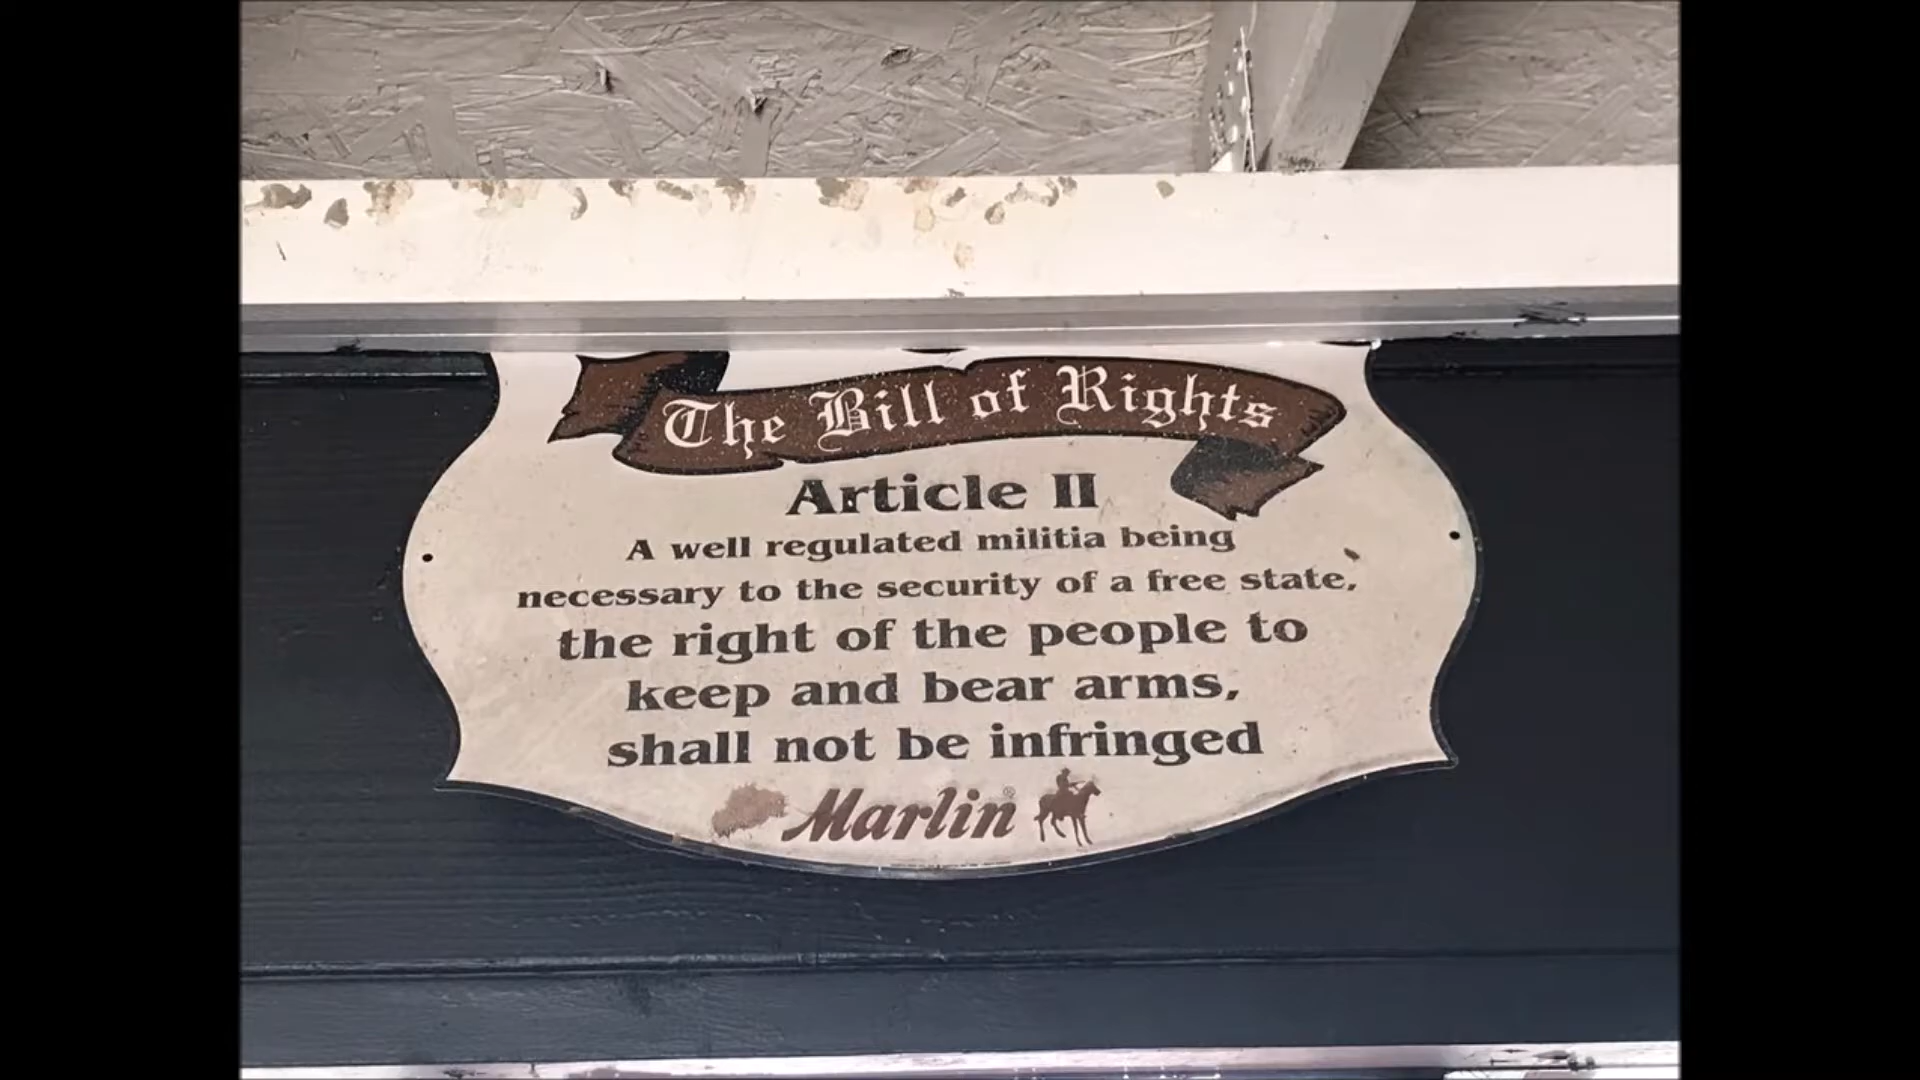 The Bill of Rights
Article II
A well regulated militia being
necessary to the security of a free state,
the right of the people to
keep and bear arms,
shall not be infringed
Marlin®